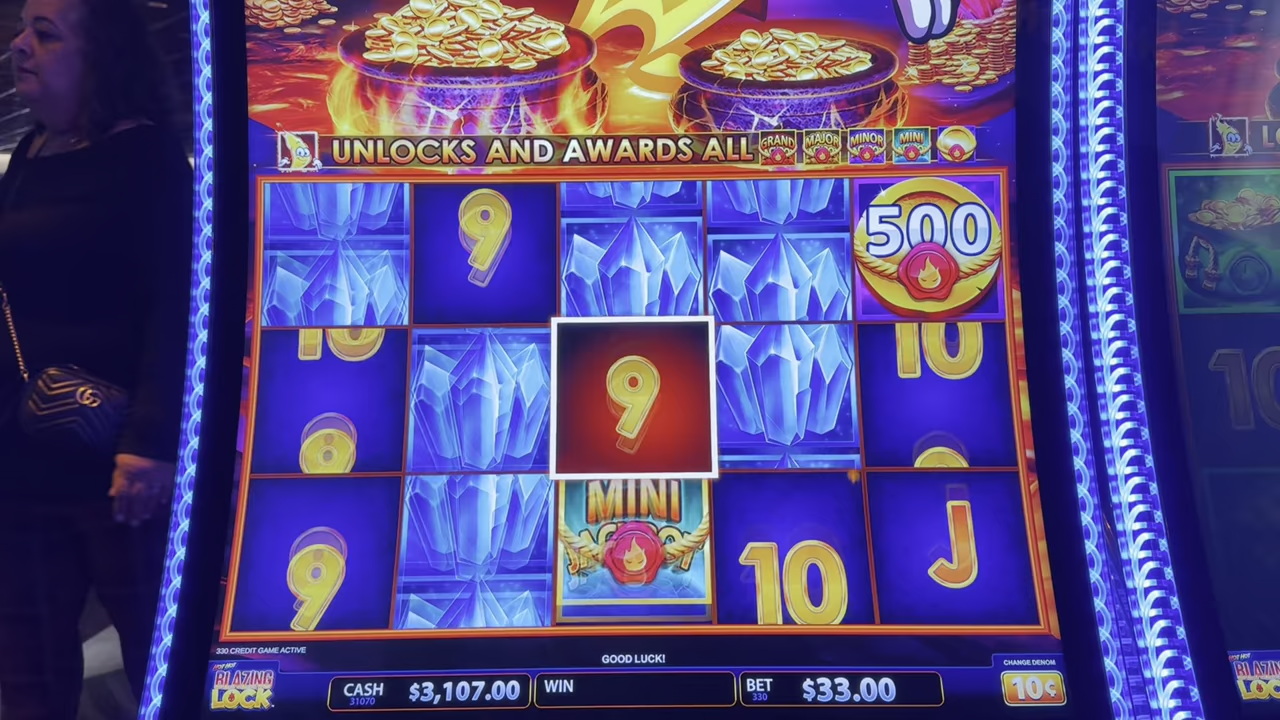 UNLOCKS AND AWARDS ALL GRAND MAJOR MINOR MINI
9
500
10
9
10
9
MINI
10
J
330 CREDIT GAME ACTIVE
GOOD LUCK!
CHANGE DENOM
BLAZING
LOCK
CASH $3,107.00
31070
WIN
BET $33.00
330
10¢
10